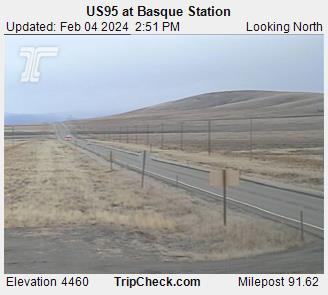 US95 at Basque Station
Updated: Feb 04 2024 2:51 PM Looking North
Elevation 4460 TripCheck.com Milepost 91.62